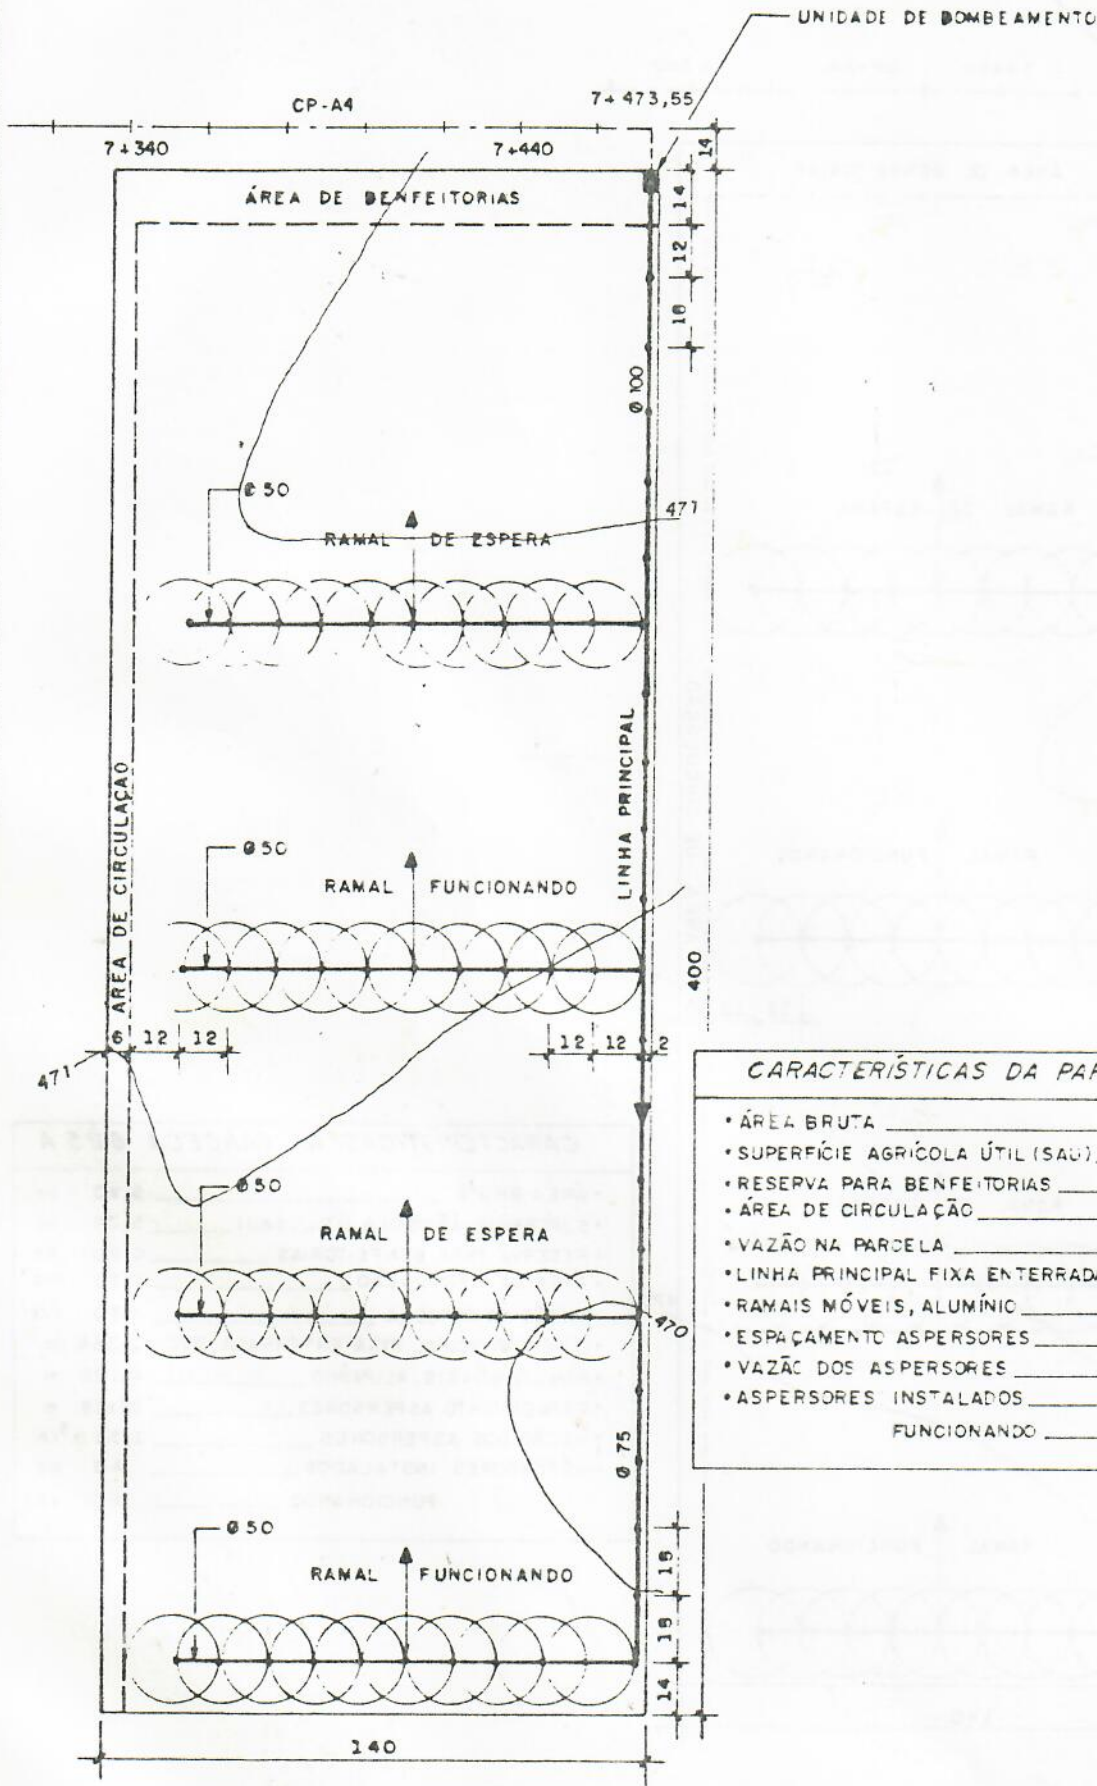 UNIDADE DE BOMBEAMENTO
CP-A4
7+473,55
7+340
7+440
14
ÁREA DE BENFEITORIAS
14
12
18
Ø 100
Ø 50
471
RAMAL DE ESPERA
LINHA PRINCIPAL
ÁREA DE CIRCULAÇÃO
Ø 50
RAMAL FUNCIONANDO
400
6 12 12
12 12 2
471
CARACTERÍSTICAS DA PAR
• ÁREA BRUTA
• SUPERFÍCIE AGRÍCOLA ÚTIL (SAU)
• RESERVA PARA BENFEITORIAS
• ÁREA DE CIRCULAÇÃO
• VAZÃO NA PARCELA
• LINHA PRINCIPAL FIXA ENTERRADA
• RAMAIS MÓVEIS, ALUMÍNIO
• ESPAÇAMENTO ASPERSORES
• VAZÃO DOS ASPERSORES
• ASPERSORES INSTALADOS
FUNCIONANDO
Ø 50
RAMAL DE ESPERA
470
Ø 75
Ø 50
RAMAL FUNCIONANDO
18
18
14
140